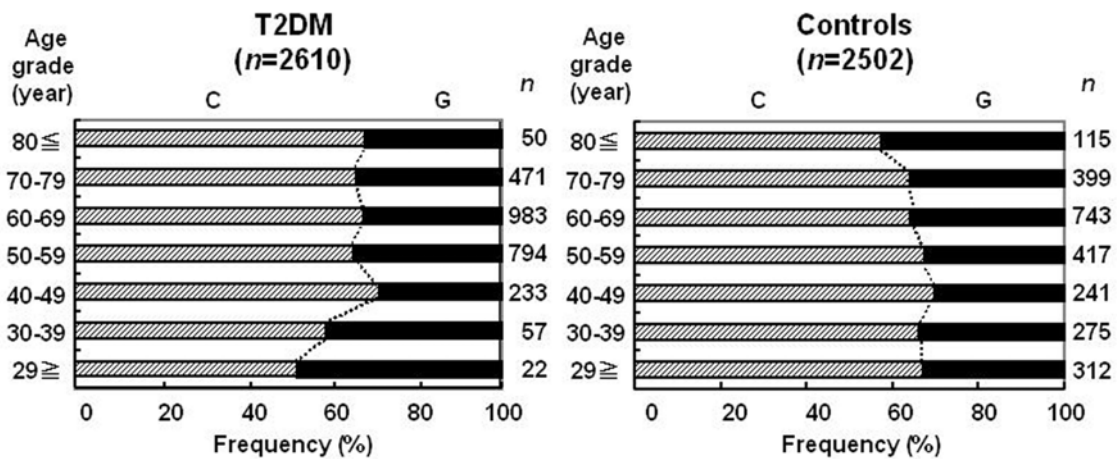 T2DM
(n=2610)
Age
grade
(year)
C G n
80≦ 50
70-79 471
60-69 983
50-59 794
40-49 233
30-39 57
29≧ 22
0 20 40 60 80 100
Frequency (%)
Controls
(n=2502)
Age
grade
(year)
C G n
80≦ 115
70-79 399
60-69 743
50-59 417
40-49 241
30-39 275
29≧ 312
0 20 40 60 80 100
Frequency (%)